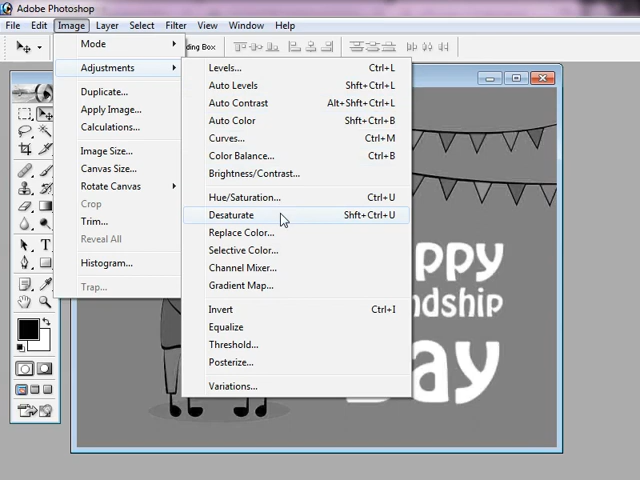 Adobe Photoshop
File Edit Image Layer Select Filter View Window Help
Mode
Adjustments
Duplicate...
Apply Image...
Calculations...
Image Size...
Canvas Size...
Rotate Canvas
Crop
Trim...
Reveal All
Histogram...
Trap...
Levels... Ctrl+L
Auto Levels Shft+Ctrl+L
Auto Contrast Alt+Shft+Ctrl+L
Auto Color Shft+Ctrl+B
Curves... Ctrl+M
Color Balance... Ctrl+B
Brightness/Contrast...
Hue/Saturation... Ctrl+U
Desaturate Shft+Ctrl+U
Replace Color...
Selective Color...
Channel Mixer...
Gradient Map...
Invert Ctrl+I
Equalize
Threshold...
Posterize...
Variations...
ding Box
ppy
ndship
Day